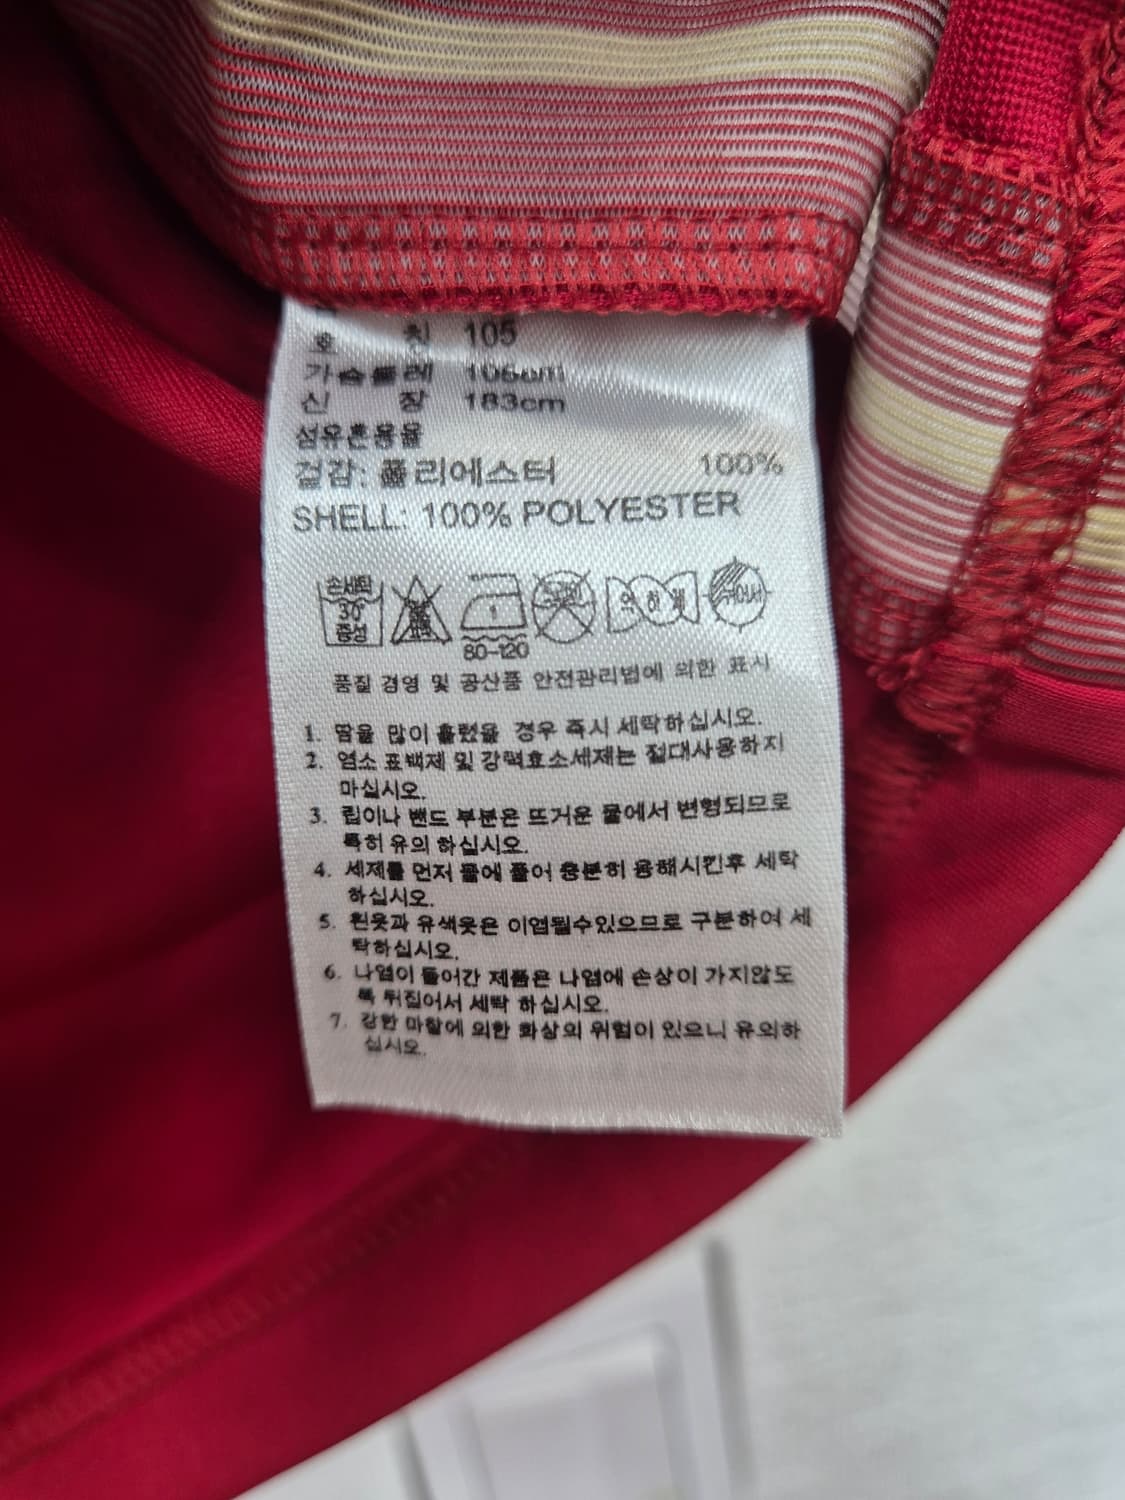 호 칭 105
가슴둘레 106cm
신 장 183cm
섬유혼용율
겉감: 폴리에스터 100%
SHELL: 100% POLYESTER
손세탁
30°
중성
80-120
품질 경영 및 공산품 안전관리법에 의한 표시
1. 땀을 많이 흘렸을 경우 즉시 세탁하십시오.
2. 염소 표백제 및 강력효소세제는 절대사용하지
마십시오.
3. 립이나 밴드 부분은 뜨거운 물에서 변형되므로
특히 유의 하십시오.
4. 세제를 먼저 물에 풀어 충분히 용해시킨후 세탁
하십시오.
5. 흰옷과 유색옷은 이염될수있으므로 구분하여 세
탁하십시오.
6. 나염이 들어간 제품은 나염에 손상이 가지않도
록 뒤집어서 세탁 하십시오.
7. 강한 마찰에 의한 화상의 위험이 있으니 유의하
십시오.